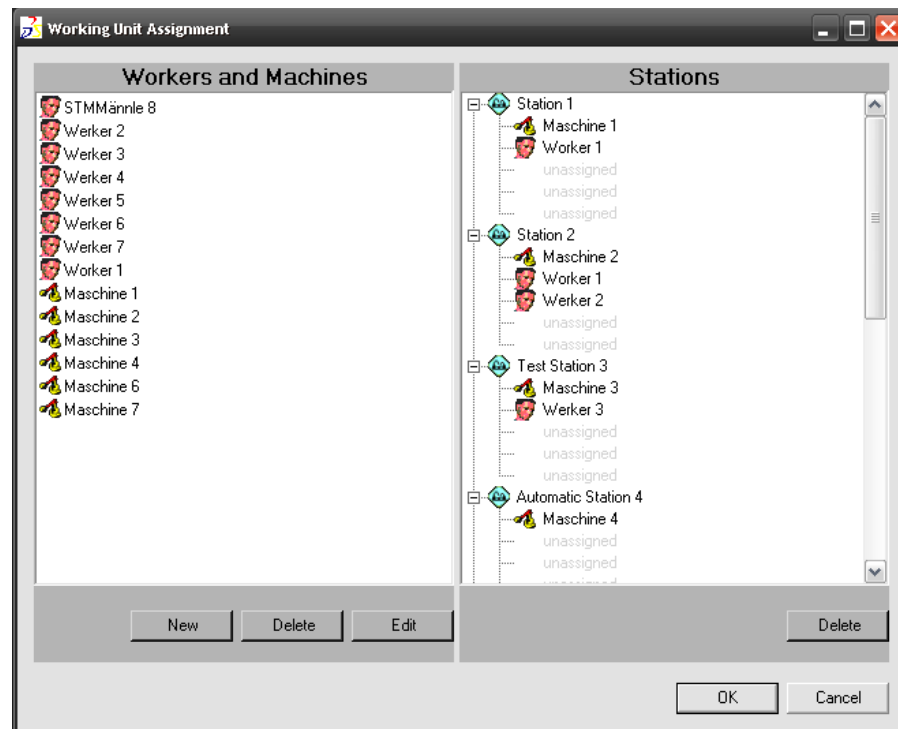 Working Unit Assignment
Workers and Machines
STMMännle 8
Werker 2
Werker 3
Werker 4
Werker 5
Werker 6
Werker 7
Worker 1
Maschine 1
Maschine 2
Maschine 3
Maschine 4
Maschine 6
Maschine 7
New Delete Edit
Stations
Station 1
Maschine 1
Worker 1
unassigned
unassigned
unassigned
Station 2
Maschine 2
Worker 1
Werker 2
unassigned
unassigned
Test Station 3
Maschine 3
Werker 3
unassigned
unassigned
unassigned
Automatic Station 4
Maschine 4
unassigned
unassigned
Delete
OK Cancel